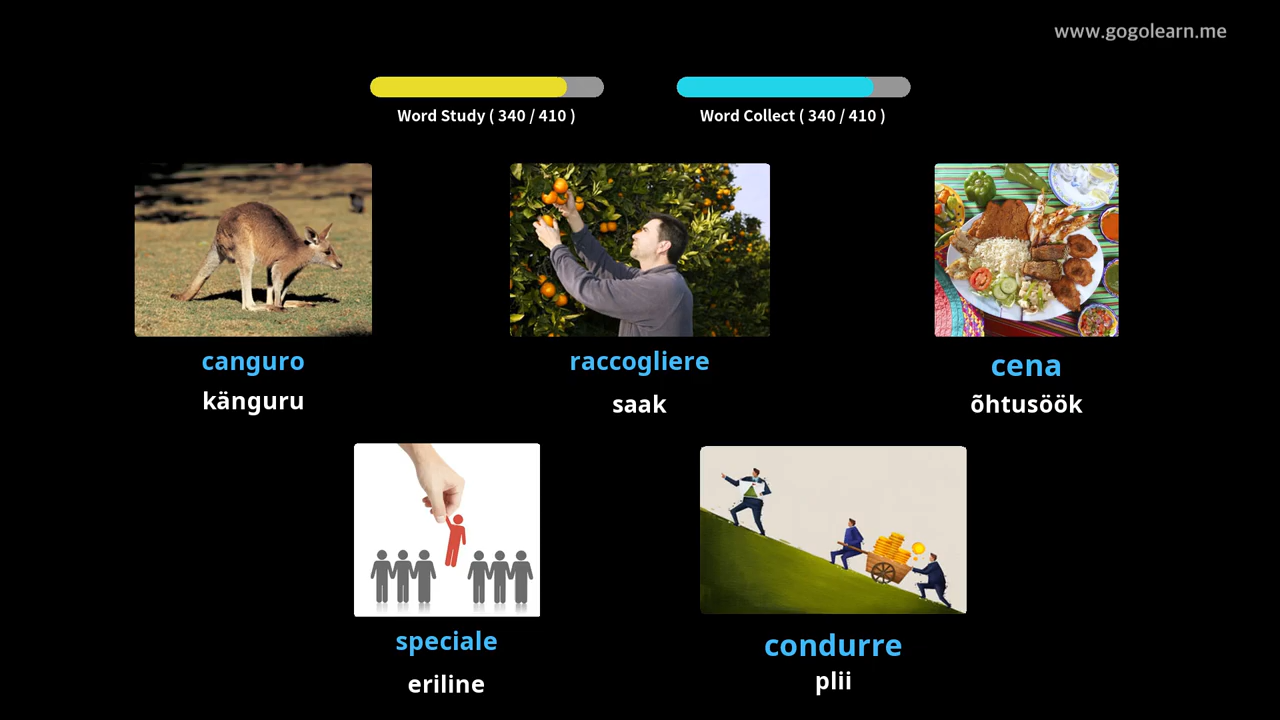 www.gogolearn.me
Word Study ( 340 / 410 )
Word Collect ( 340 / 410 )
canguro
känguru
raccogliere
saak
cena
õhtusöök
speciale
eriline
condurre
plii